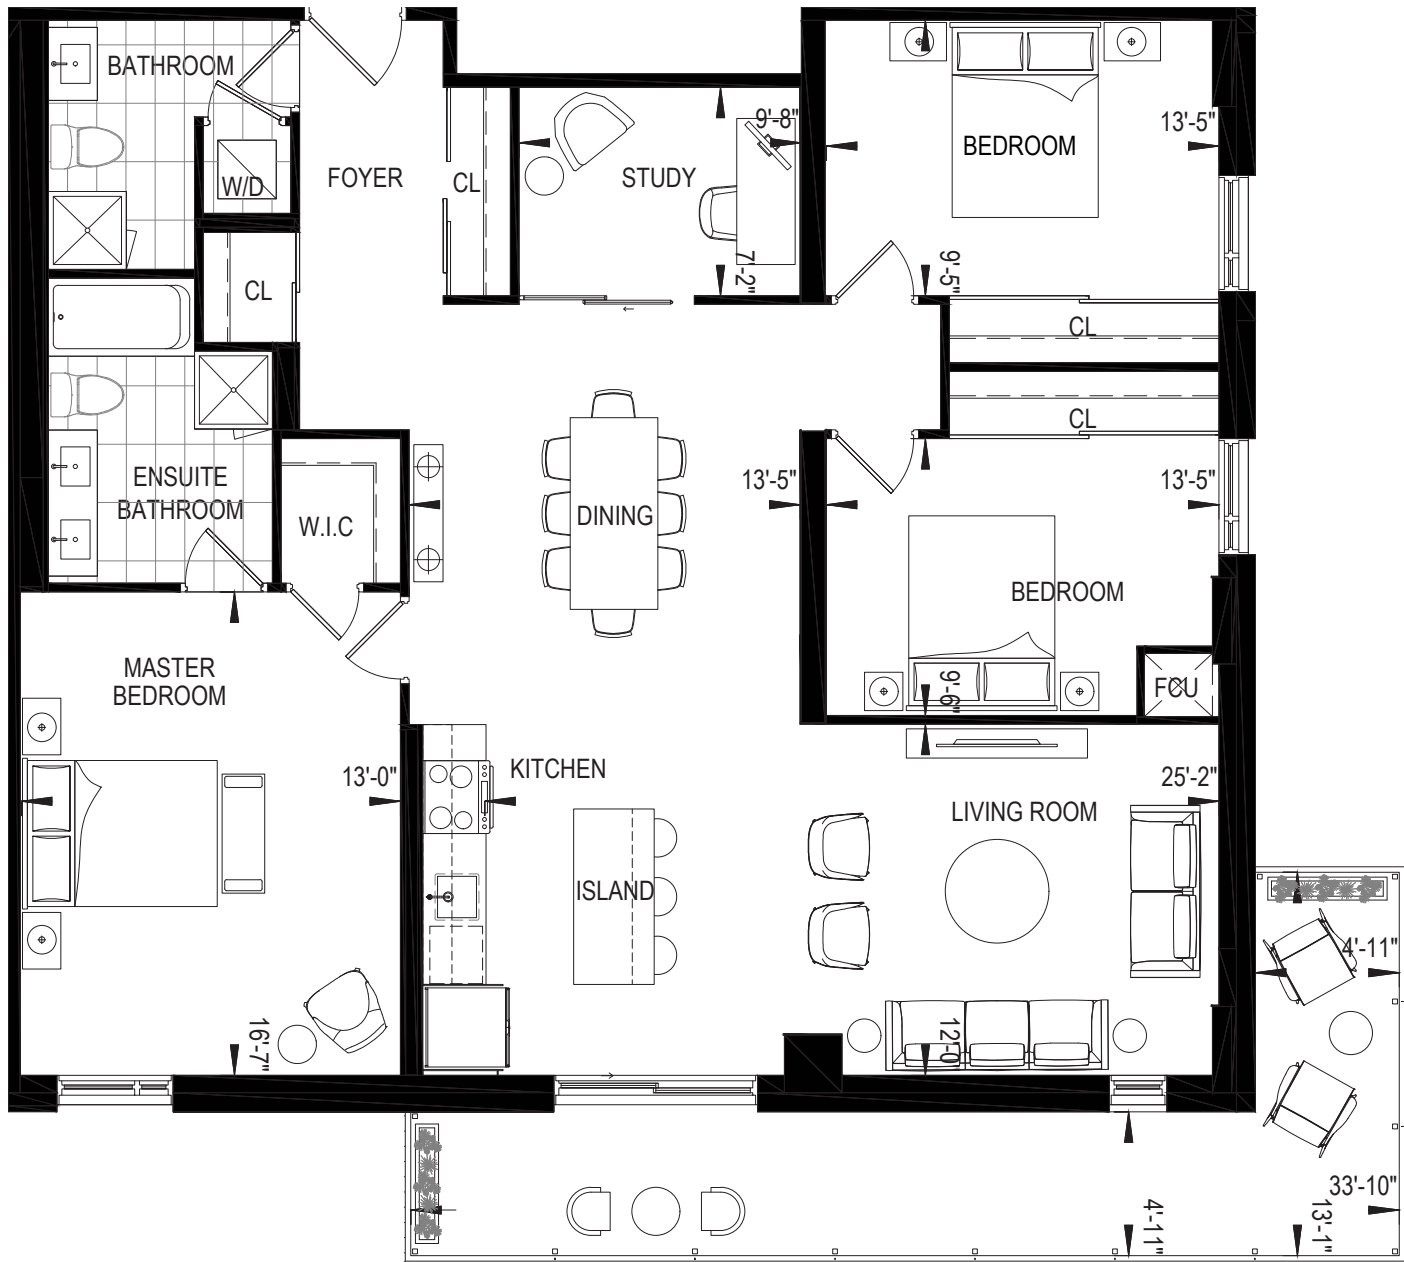 BATHROOM
9'-8"
13'-5"
BEDROOM
W/D
FOYER
CL
STUDY
7'-2"
9'-5"
CL
CL
CL
ENSUITE
BATHROOM
W.I.C
13'-5"
DINING
13'-5"
BEDROOM
MASTER
BEDROOM
9'-6"
FCU
13'-0"
KITCHEN
25'-2"
LIVING ROOM
ISLAND
4'-11"
16'-7"
12'-0
33'-10"
4'-11"
13'-1"